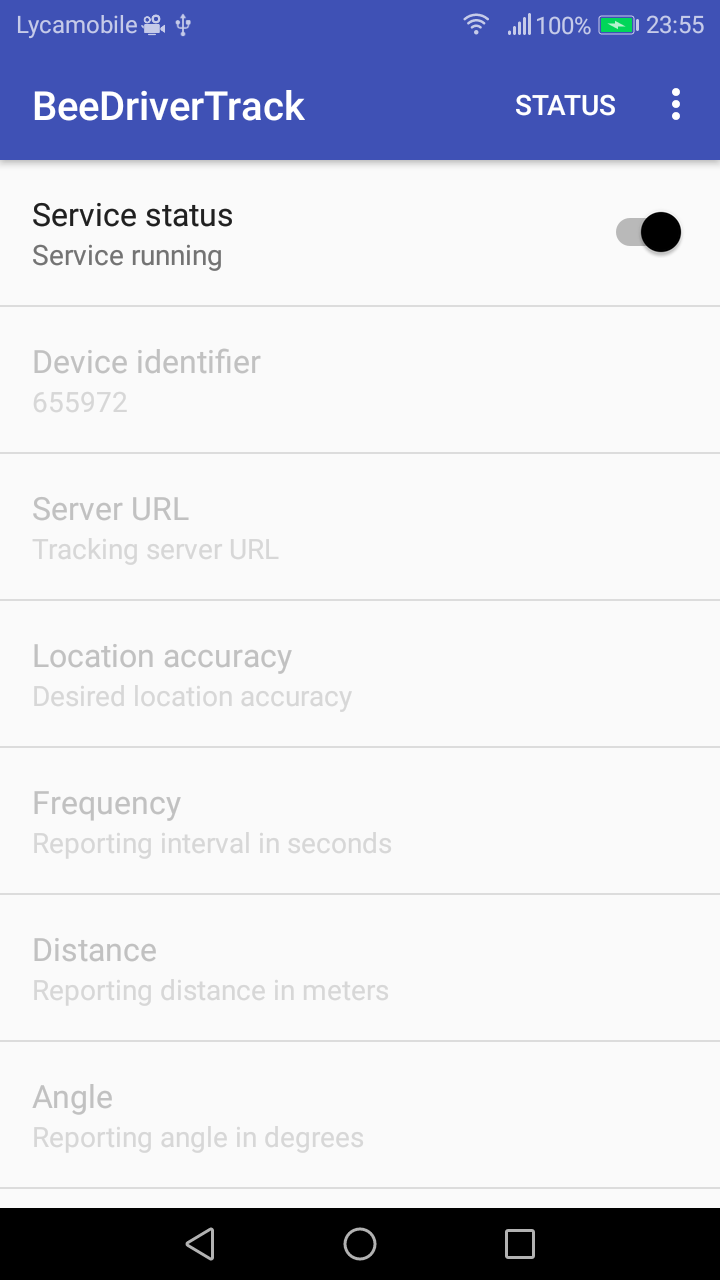 Lycamobile 100% 23:55
BeeDriverTrack STATUS
Service status
Service running
Device identifier
655972
Server URL
Tracking server URL
Location accuracy
Desired location accuracy
Frequency
Reporting interval in seconds
Distance
Reporting distance in meters
Angle
Reporting angle in degrees